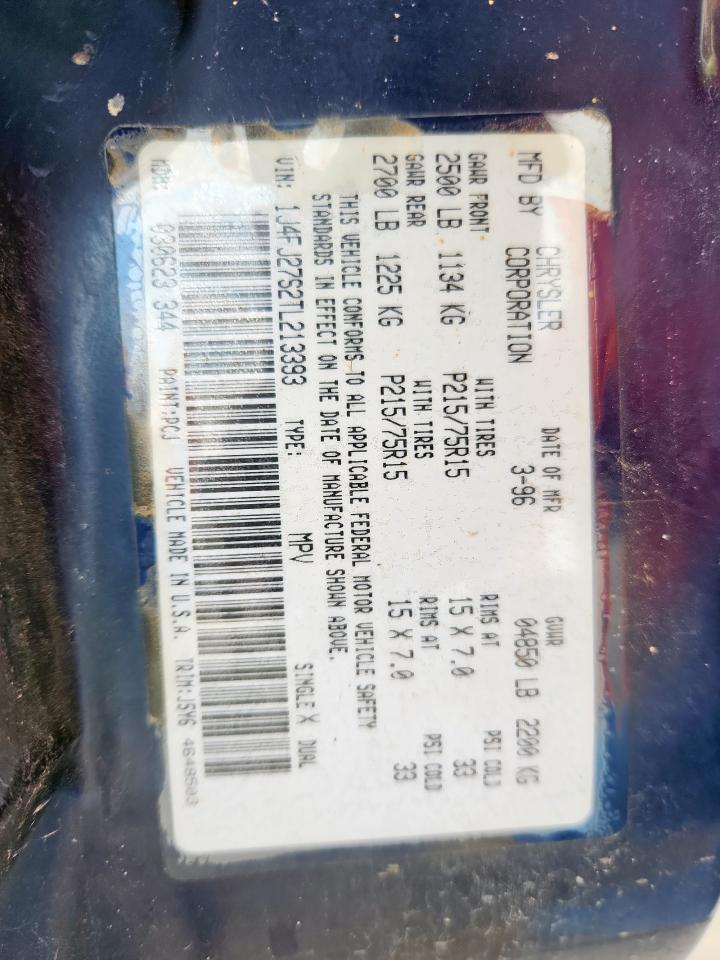 MFD BY CHRYSLER CORPORATION DATE OF MFR 3-96 GVWR 04850 LB 2200 KG
GAWR FRONT WITH TIRES RIMS AT PSI COLD
2500 LB 1134 KG P215/75R15 15 X 7.0 33
GAWR REAR WITH TIRES RIMS AT PSI COLD
2700 LB 1225 KG P215/75R15 15 X 7.0 33
THIS VEHICLE CONFORMS TO ALL APPLICABLE FEDERAL MOTOR VEHICLE SAFETY
STANDARDS IN EFFECT ON THE DATE OF MANUFACTURE SHOWN ABOVE.
VIN: 1J4FJ27S2TL213393 TYPE: MPV SINGLE X DUAL
MDH: 030623 344 PAINT:PCJ VEHICLE MADE IN U.S.A. TRIM:J5V6 4648503